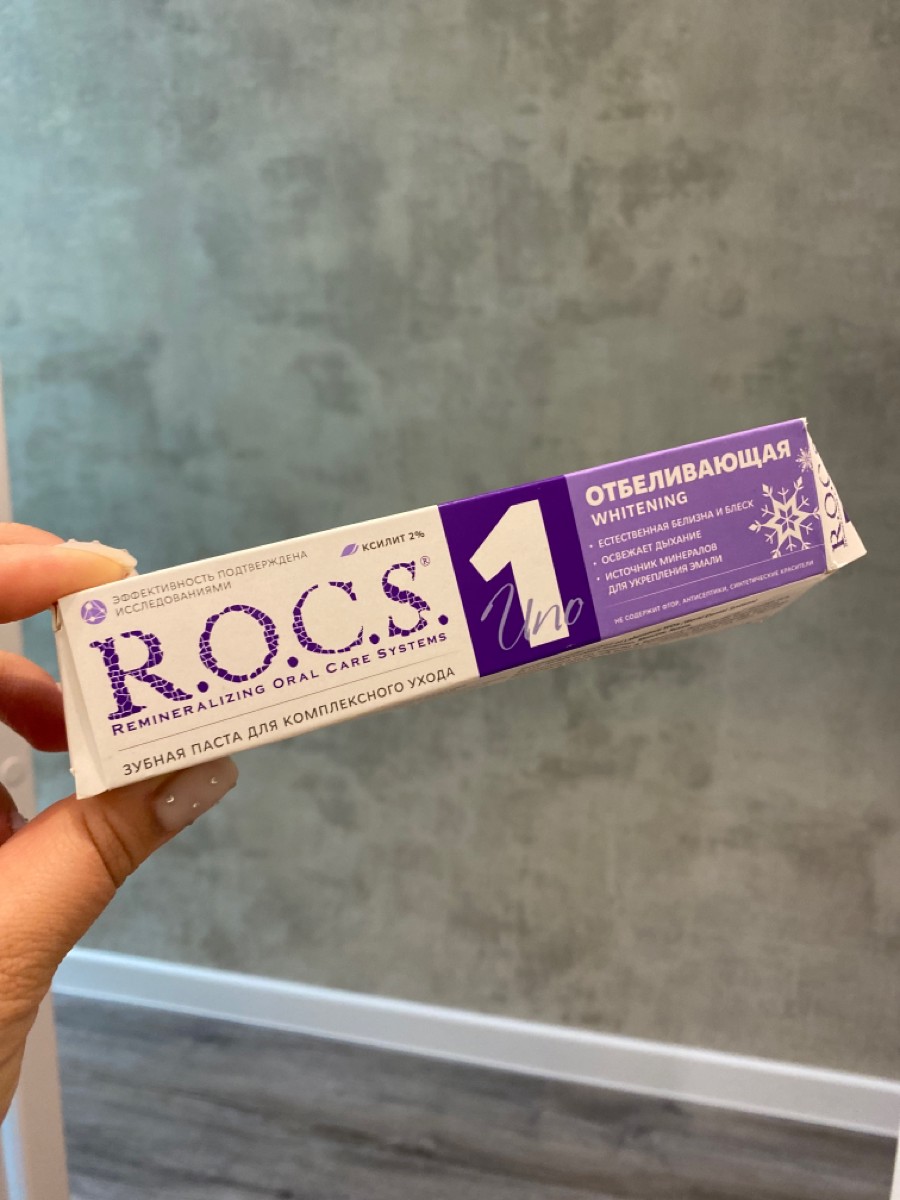 ЭФФЕКТИВНОСТЬ ПОДТВЕРЖДЕНА
ИССЛЕДОВАНИЯМИ
КСИЛИТ 2%
R.O.C.S.®
REMINERALIZING ORAL CARE SYSTEMS
ЗУБНАЯ ПАСТА ДЛЯ КОМПЛЕКСНОГО УХОДА
1
Uno
ОТБЕЛИВАЮЩАЯ
WHITENING
• ЕСТЕСТВЕННАЯ БЕЛИЗНА И БЛЕСК
• ОСВЕЖАЕТ ДЫХАНИЕ
• ИСТОЧНИК МИНЕРАЛОВ
ДЛЯ УКРЕПЛЕНИЯ ЭМАЛИ
НЕ СОДЕРЖИТ ФТОР, АНТИСЕПТИКИ, СИНТЕТИЧЕСКИЕ КРАСИТЕЛИ
R.O.C